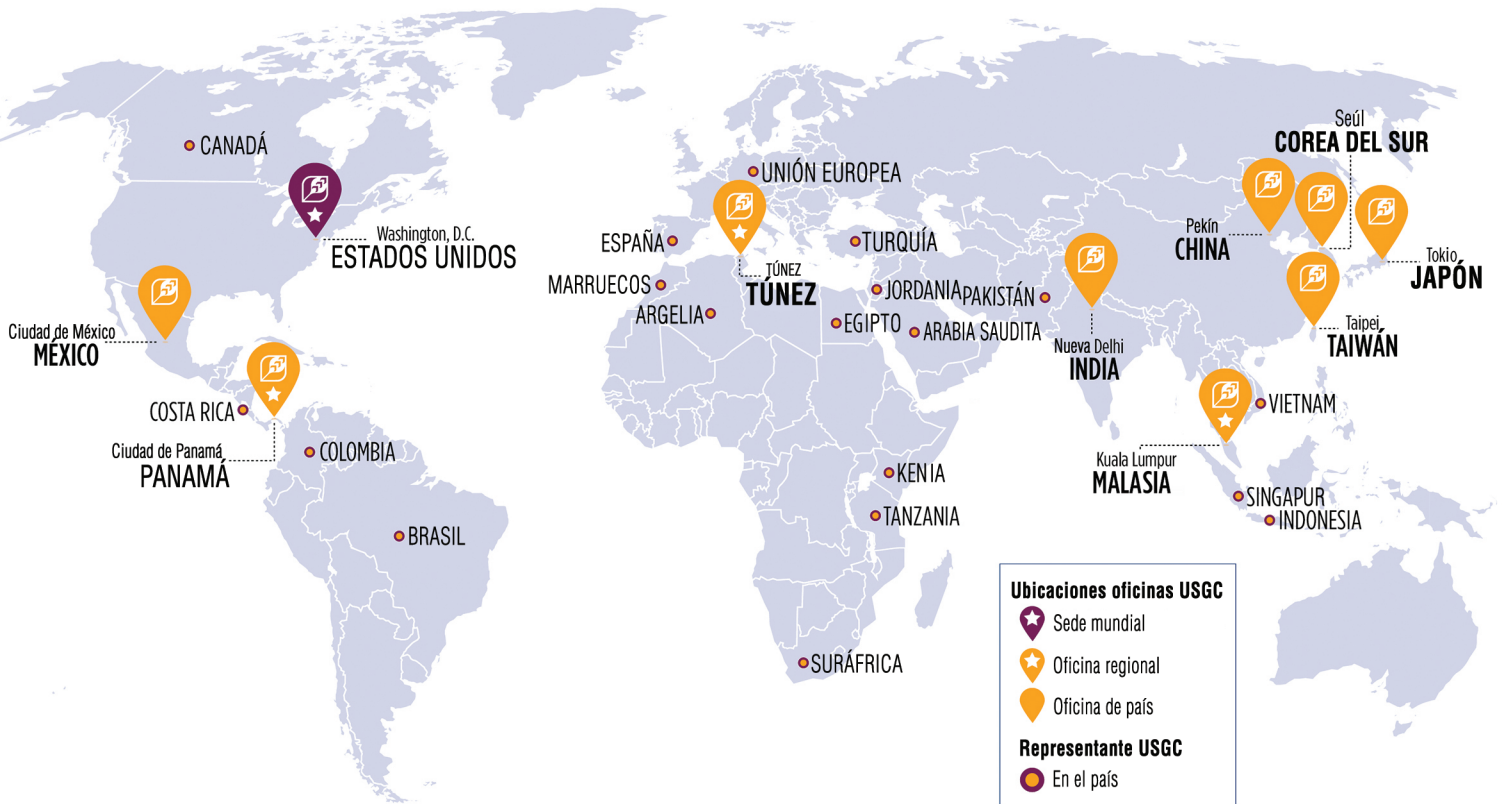 CANADÁ
Washington, D.C.
ESTADOS UNIDOS
Ciudad de México
MÉXICO
COSTA RICA
Ciudad de Panamá
PANAMÁ
COLOMBIA
BRASIL
UNIÓN EUROPEA
ESPAÑA
TURQUÍA
MARRUECOS
TÚNEZ
TÚNEZ
ARGELIA
JORDANIA
PAKISTÁN
EGIPTO
ARABIA SAUDITA
KENIA
TANZANIA
SURÁFRICA
Seúl
COREA DEL SUR
Pekín
CHINA
Tokio
JAPÓN
Taipei
TAIWÁN
Nueva Delhi
INDIA
VIETNAM
Kuala Lumpur
MALASIA
SINGAPUR
INDONESIA
Ubicaciones oficinas USGC
Sede mundial
Oficina regional
Oficina de país
Representante USGC
En el país